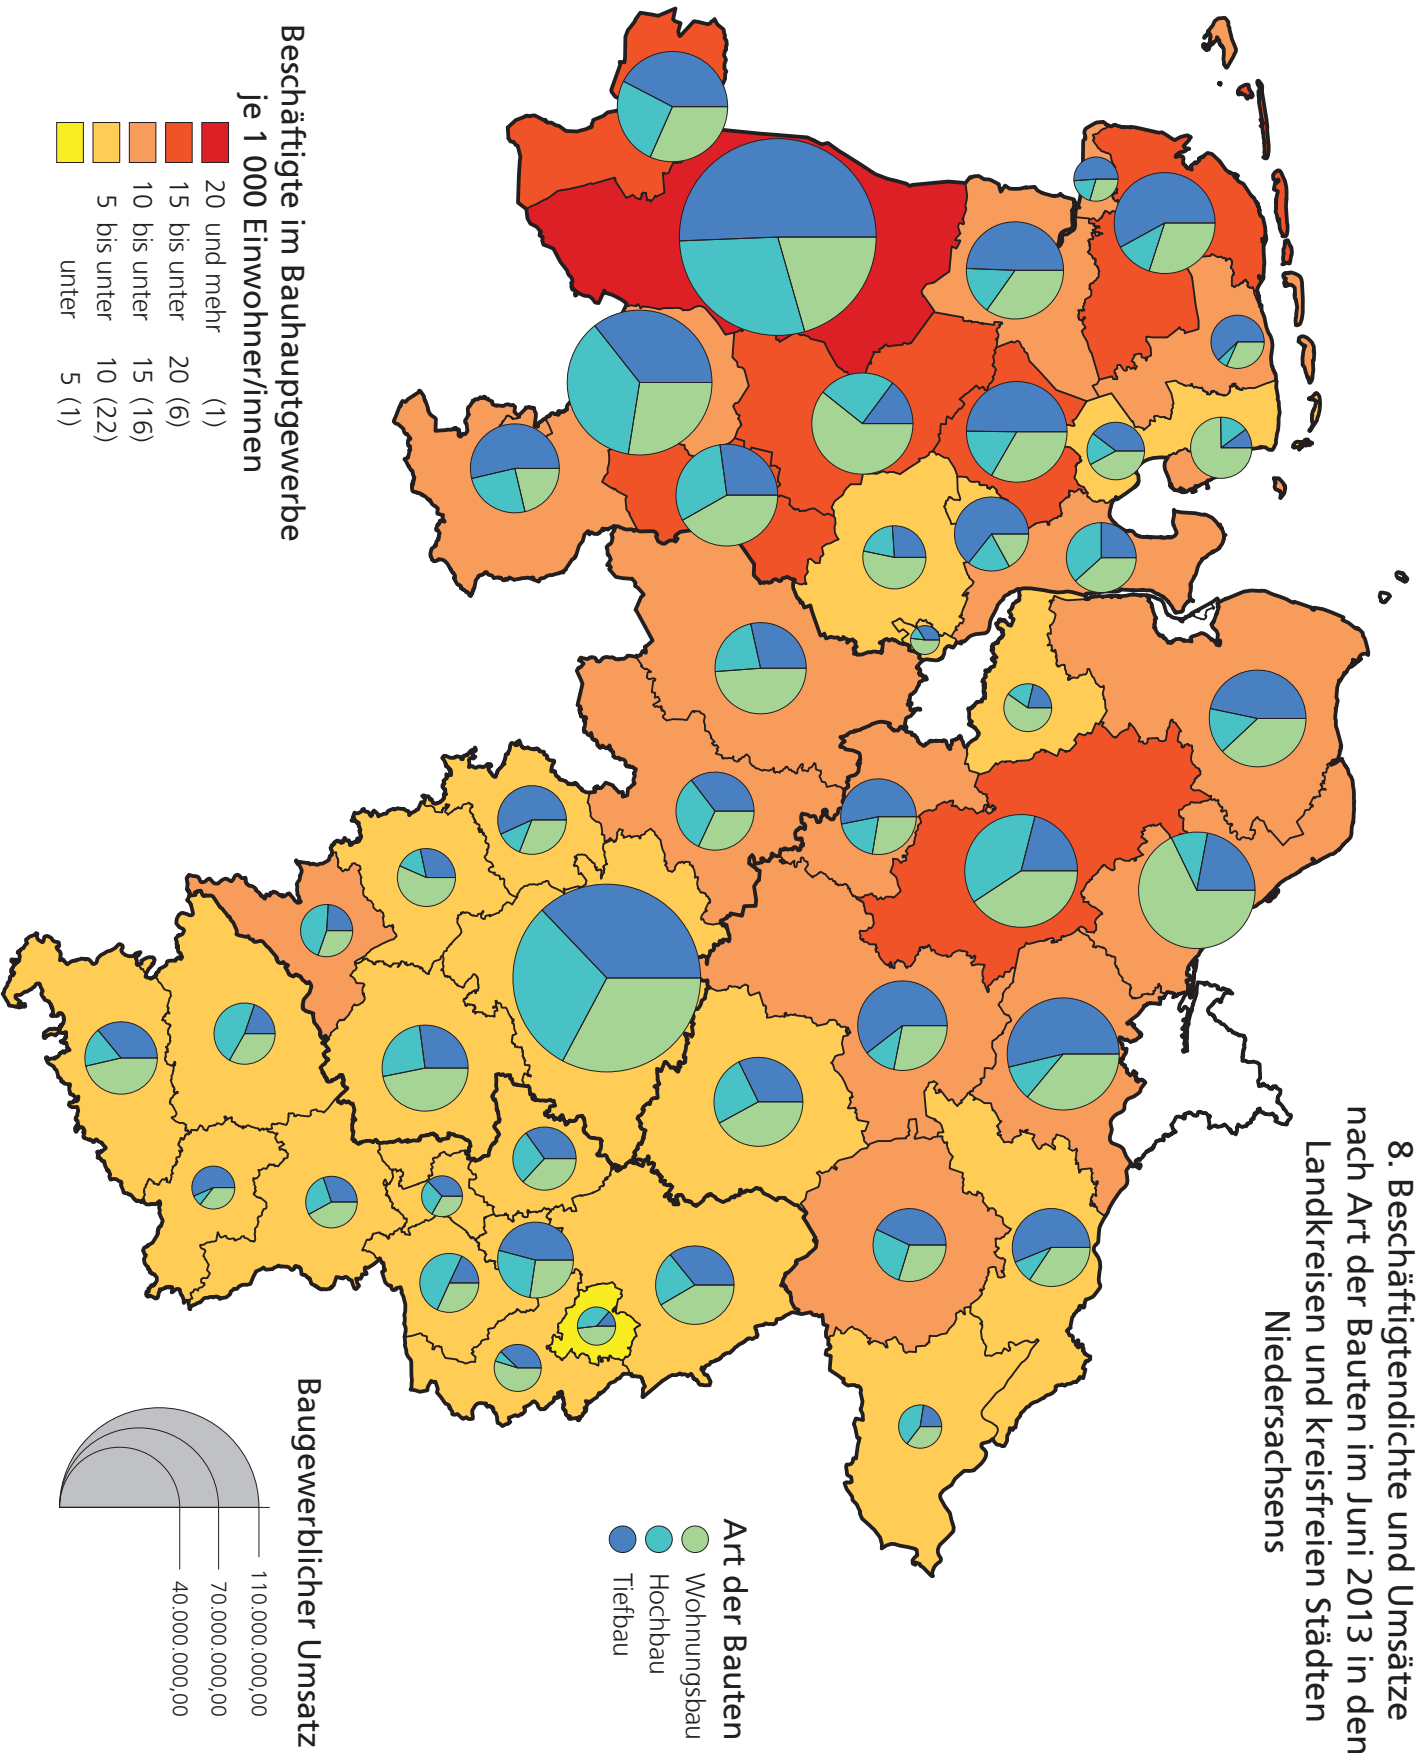 8. Beschäftigtendichte und Umsätze
nach Art der Bauten im Juni 2013 in den
Landkreisen und kreisfreien Städten
Niedersachsens
Beschäftigte im Bauhauptgewerbe
je 1 000 Einwohner/innen
20 und mehr (1)
15 bis unter 20 (6)
10 bis unter 15 (16)
5 bis unter 10 (22)
unter 5 (1)
Art der Bauten
Wohnungsbau
Hochbau
Tiefbau
Baugewerblicher Umsatz
110.000.000,00
70.000.000,00
40.000.000,00